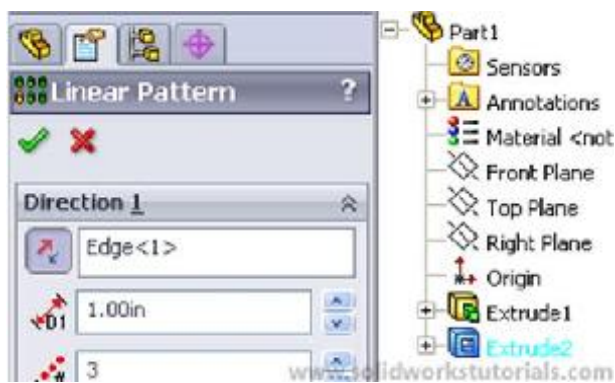 Linear Pattern ?
Direction 1
Edge<1>
D1 1.00in
# 3
Part1
Sensors
A Annotations
Material <not
Front Plane
Top Plane
Right Plane
Origin
Extrude1
Extrude2
www.solidworkstutorials.com